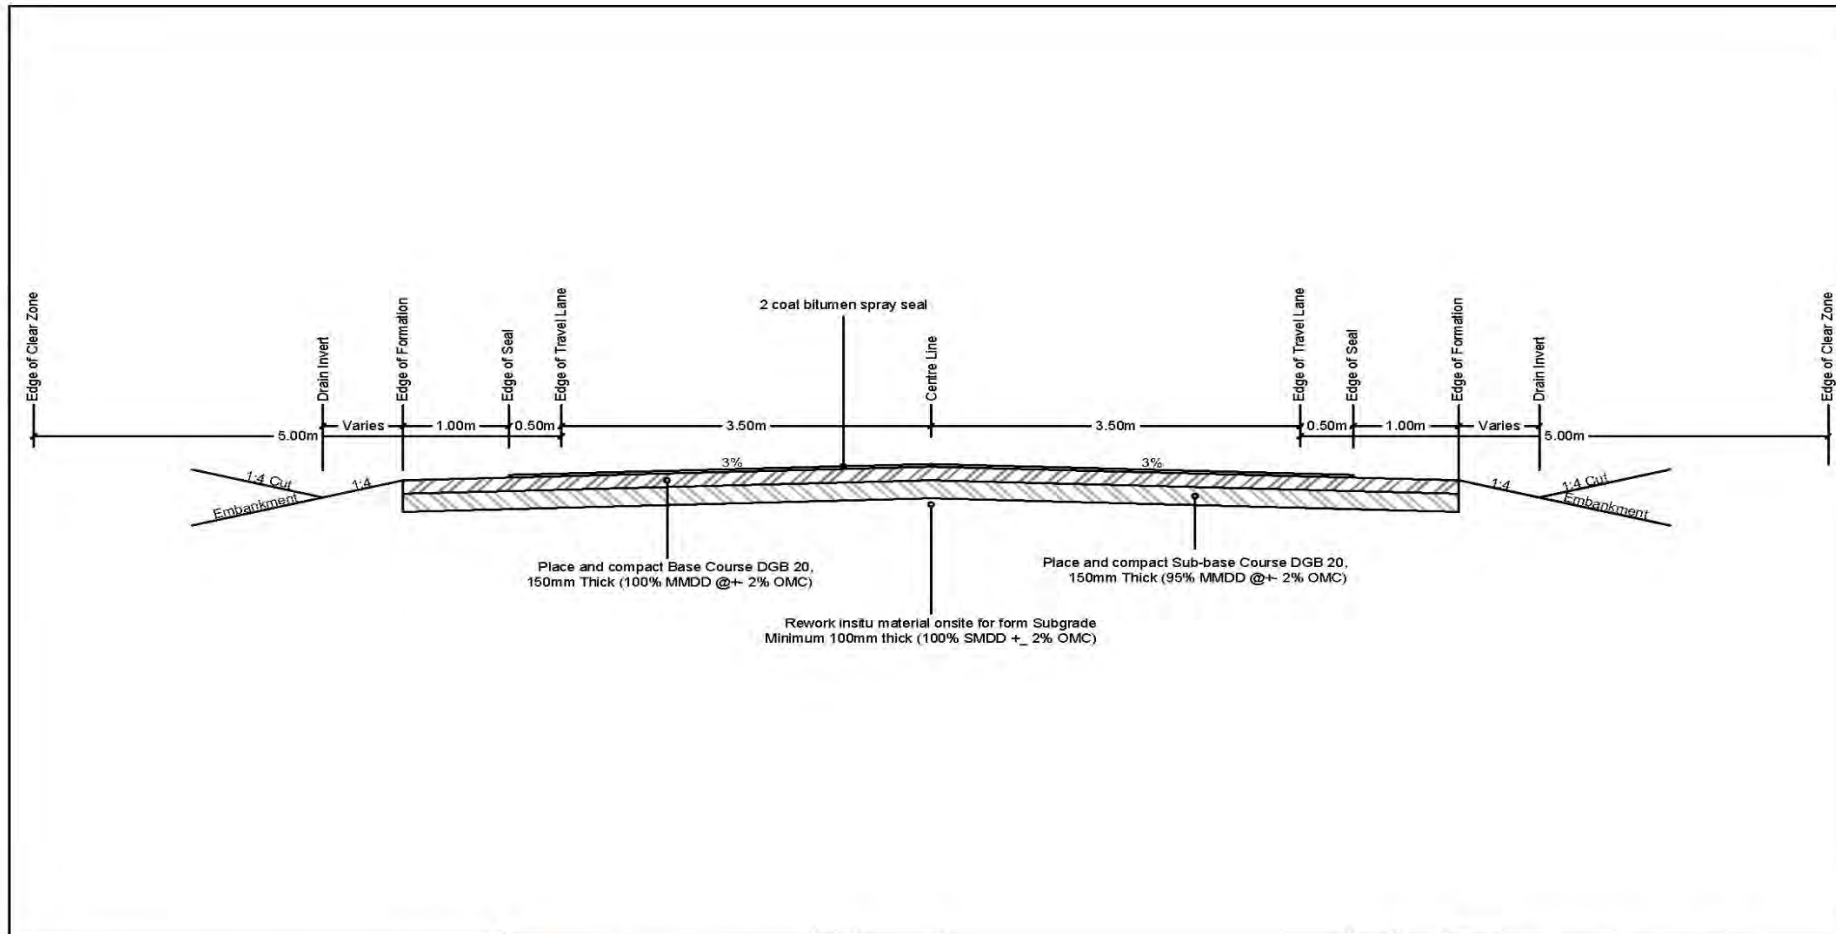 2 coat bitumen spray seal
Edge of Clear Zone
Drain Invert
Edge of Formation
Edge of Seal
Edge of Travel Lane
Centre Line
Edge of Travel Lane
Edge of Seal
Edge of Formation
Drain Invert
Edge of Clear Zone
Varies
1.00m
0.50m
3.50m
3.50m
0.50m
1.00m
Varies
5.00m
5.00m
3%
3%
1:4 Cut
1:4
Embankment
1:4
1:4 Cut
Embankment
Place and compact Base Course DGB 20,
150mm Thick (100% MMDD @+- 2% OMC)
Place and compact Sub-base Course DGB 20,
150mm Thick (95% MMDD @+- 2% OMC)
Rework insitu material onsite for form Subgrade
Minimum 100mm thick (100% SMDD +_ 2% OMC)